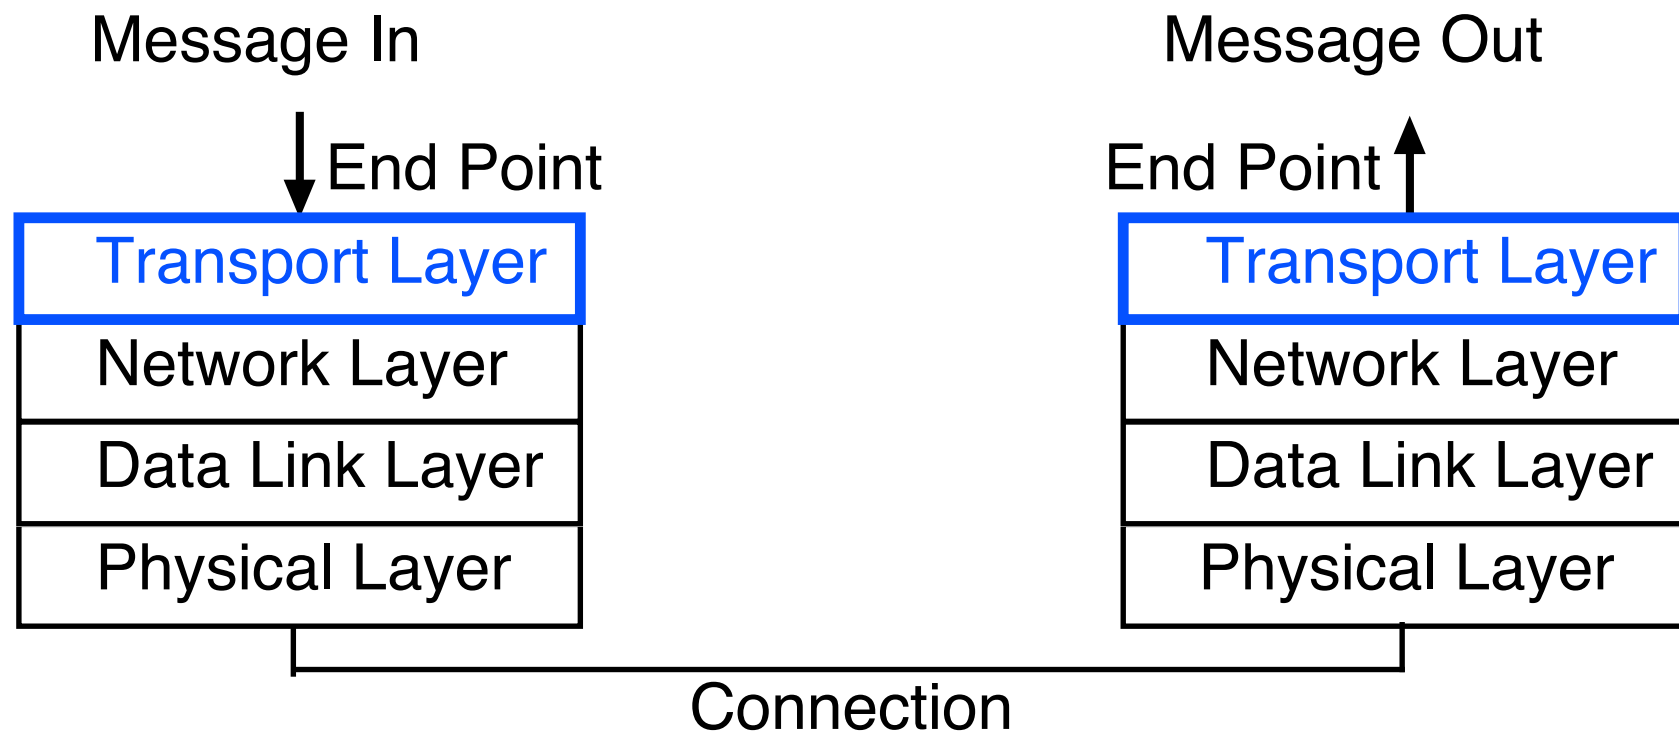 Message In
Message Out
End Point
End Point
Transport Layer
Network Layer
Data Link Layer
Physical Layer
Transport Layer
Network Layer
Data Link Layer
Physical Layer
Connection